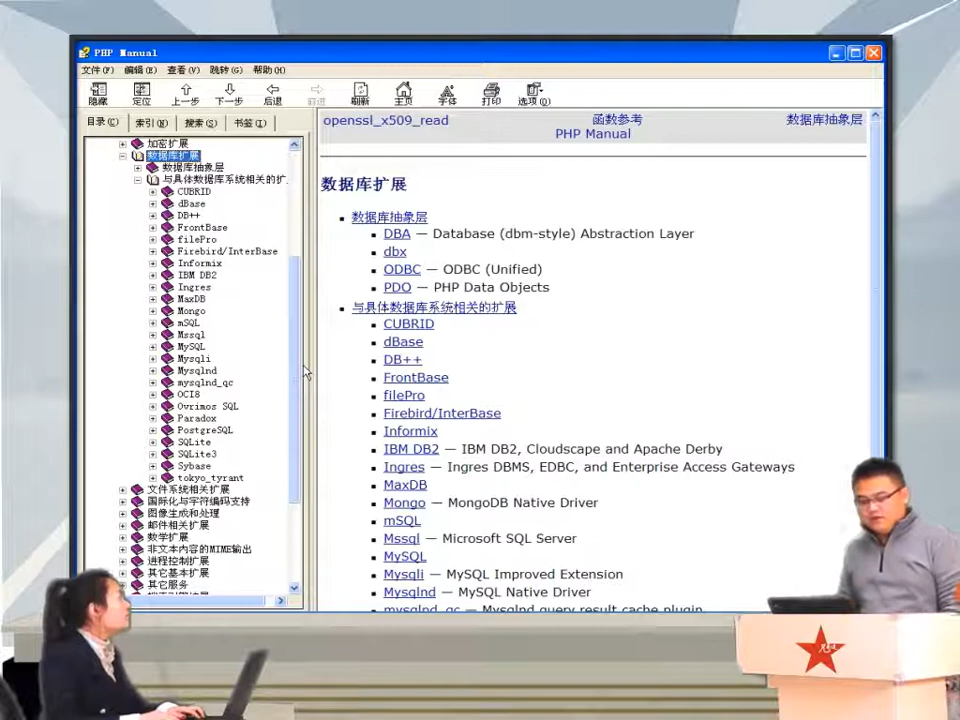 PHP Manual
文件(F) 编辑(E) 查看(V) 跳转(G) 帮助(H)
隐藏 定位 上一步 下一步 后退 前进 刷新 主页 字体 打印 选项(O)
目录(C) 索引(N) 搜索(S) 书签(I)
加密扩展
数据库扩展
数据库抽象层
与具体数据库系统相关的扩
CUBRID
dBase
DB++
FrontBase
filePro
Firebird/InterBase
Informix
IBM DB2
Ingres
MaxDB
Mongo
mSQL
Mssql
MySQL
Mysqli
Mysqlnd
mysqlnd_qc
OCI8
Ovrimos SQL
Paradox
PostgreSQL
SQLite
SQLite3
Sybase
tokyo_tyrant
文件系统相关扩展
国际化与字符编码支持
图像生成和处理
邮件相关扩展
数学扩展
非文本内容的MIME输出
进程控制扩展
其它基本扩展
其它服务
openssl_x509_read 函数参考 数据库抽象层
PHP Manual
数据库扩展
数据库抽象层
DBA — Database (dbm-style) Abstraction Layer
dbx
ODBC — ODBC (Unified)
PDO — PHP Data Objects
与具体数据库系统相关的扩展
CUBRID
dBase
DB++
FrontBase
filePro
Firebird/InterBase
Informix
IBM DB2 — IBM DB2, Cloudscape and Apache Derby
Ingres — Ingres DBMS, EDBC, and Enterprise Access Gateways
MaxDB
Mongo — MongoDB Native Driver
mSQL
Mssql — Microsoft SQL Server
MySQL
Mysqli — MySQL Improved Extension
Mysqlnd — MySQL Native Driver
mysqlnd_qc — Mysqlnd query result cache plugin